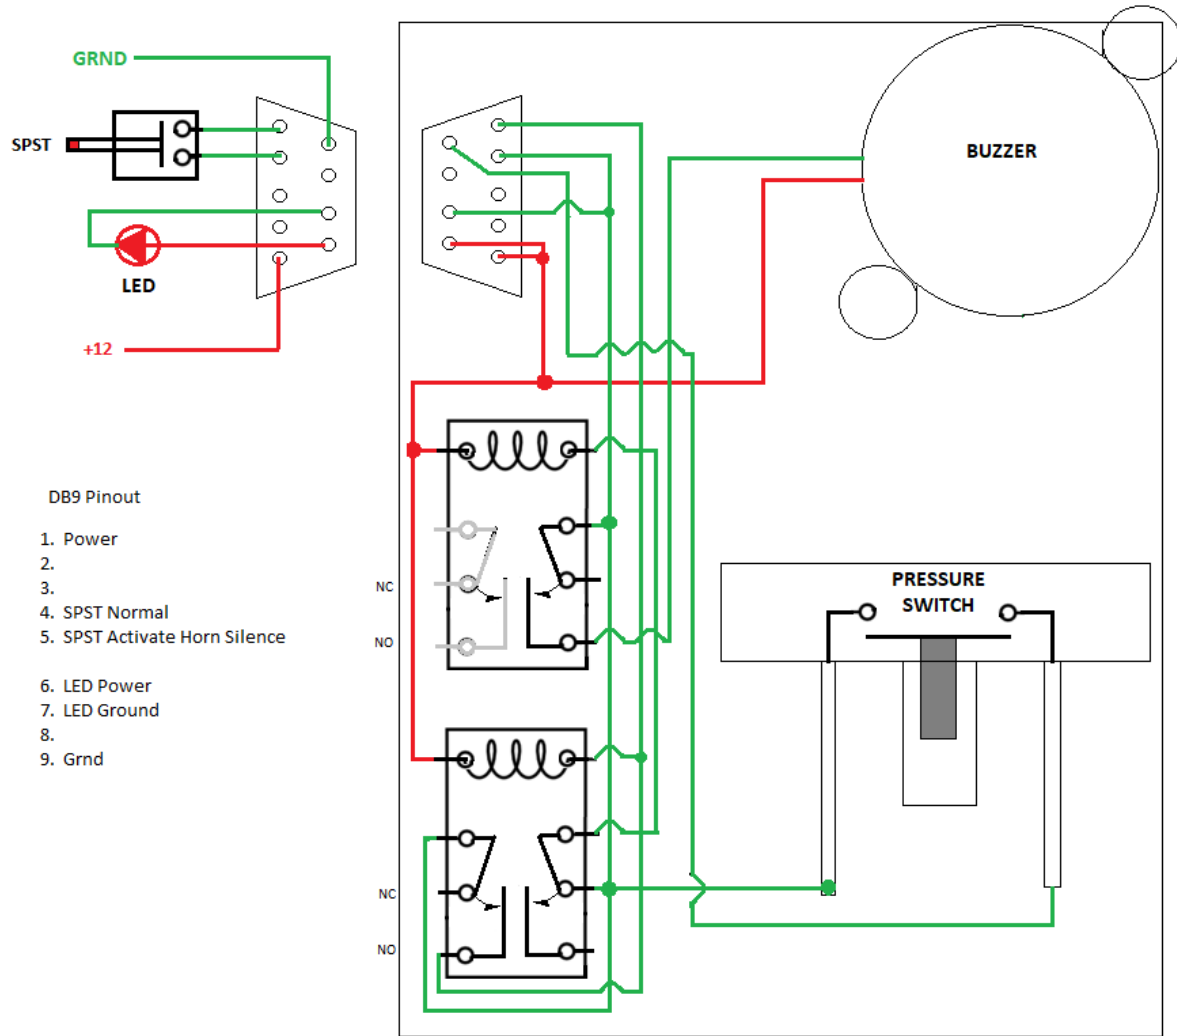 GRND
SPST
LED
+12
BUZZER
DB9 Pinout
1. Power
2.
3.
4. SPST Normal
5. SPST Activate Horn Silence
6. LED Power
7. LED Ground
8.
9. Grnd
NC
NO
PRESSURE
SWITCH
NC
NO